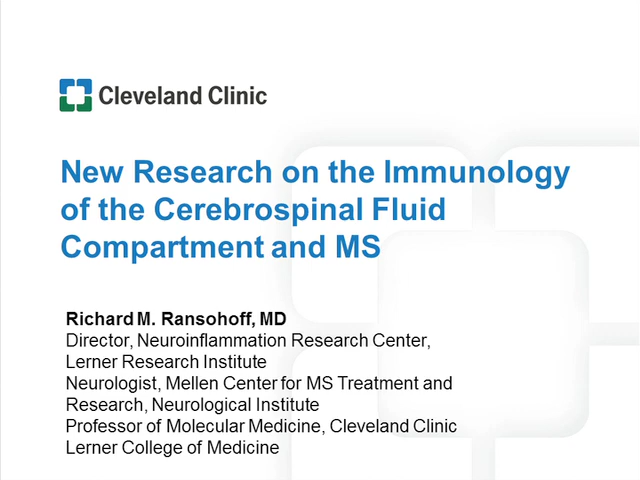 Cleveland Clinic
New Research on the Immunology
of the Cerebrospinal Fluid
Compartment and MS
Richard M. Ransohoff, MD
Director, Neuroinflammation Research Center,
Lerner Research Institute
Neurologist, Mellen Center for MS Treatment and
Research, Neurological Institute
Professor of Molecular Medicine, Cleveland Clinic
Lerner College of Medicine